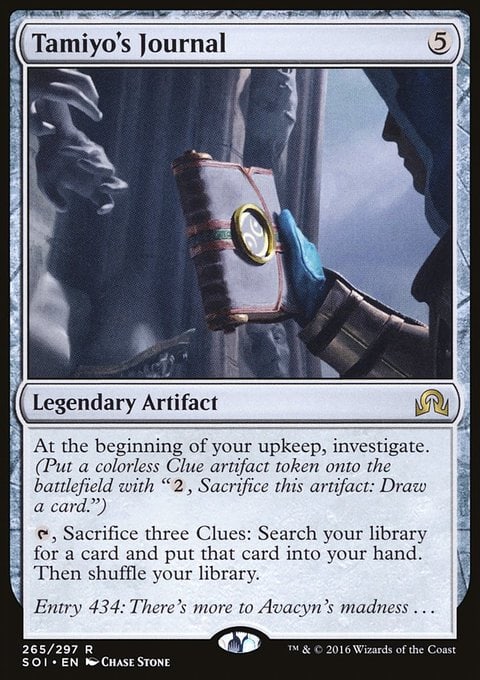 Tamiyo's Journal 5
Legendary Artifact
At the beginning of your upkeep, investigate.
(Put a colorless Clue artifact token onto the
battlefield with “2, Sacrifice this artifact: Draw
a card.”)
, Sacrifice three Clues: Search your library
for a card and put that card into your hand.
Then shuffle your library.
Entry 434: There's more to Avacyn's madness . . .
265/297 R
SOI • EN Chase Stone
™ & © 2016 Wizards of the Coast